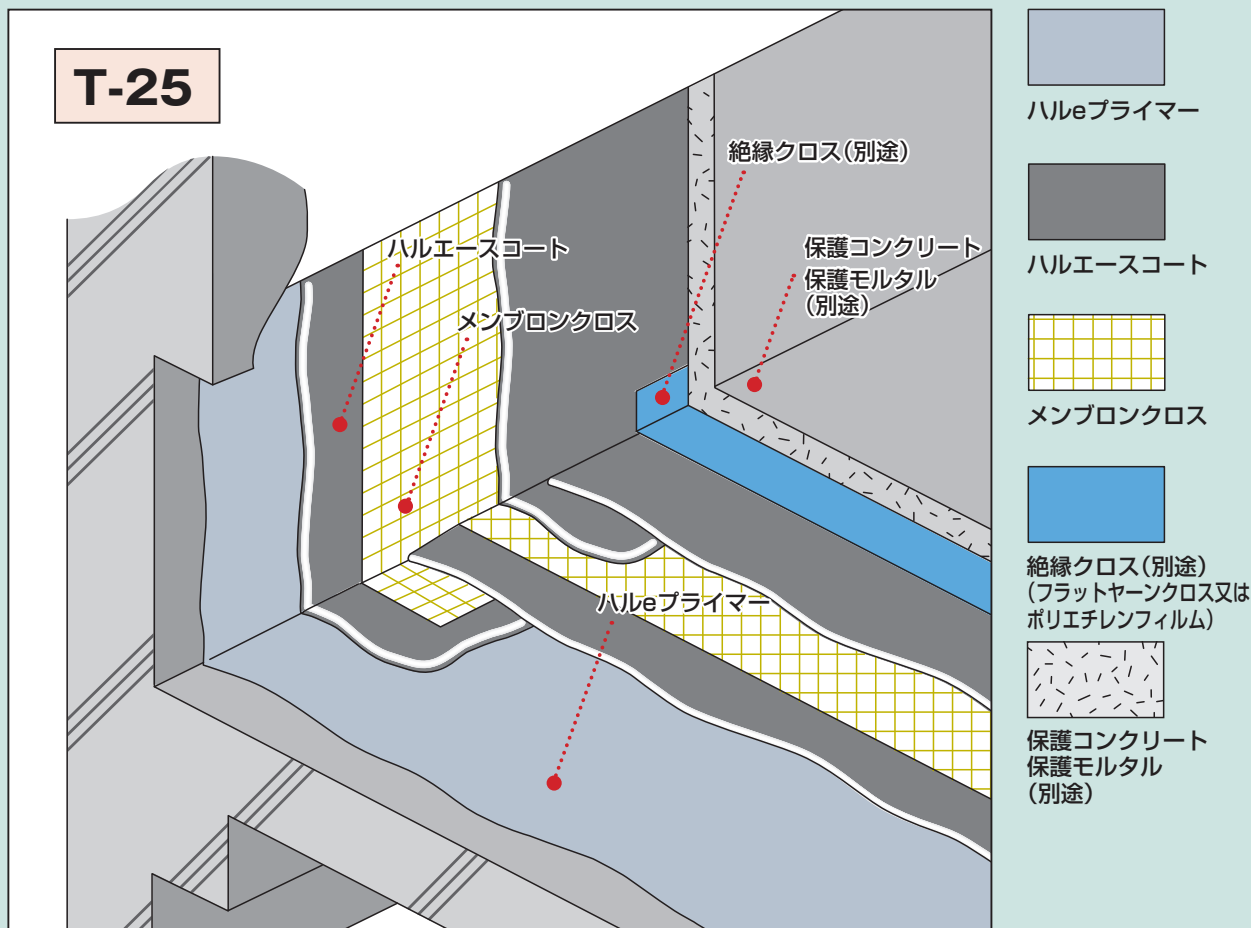 T-25
絶縁クロス(別途)
ハルエースコート
保護コンクリート
保護モルタル
(別途)
メンブロンクロス
ハルeプライマー
ハルeプライマー
ハルエースコート
メンブロンクロス
絶縁クロス(別途)
(フラットヤーンクロス又は
ポリエチレンフィルム)
保護コンクリート
保護モルタル
(別途)